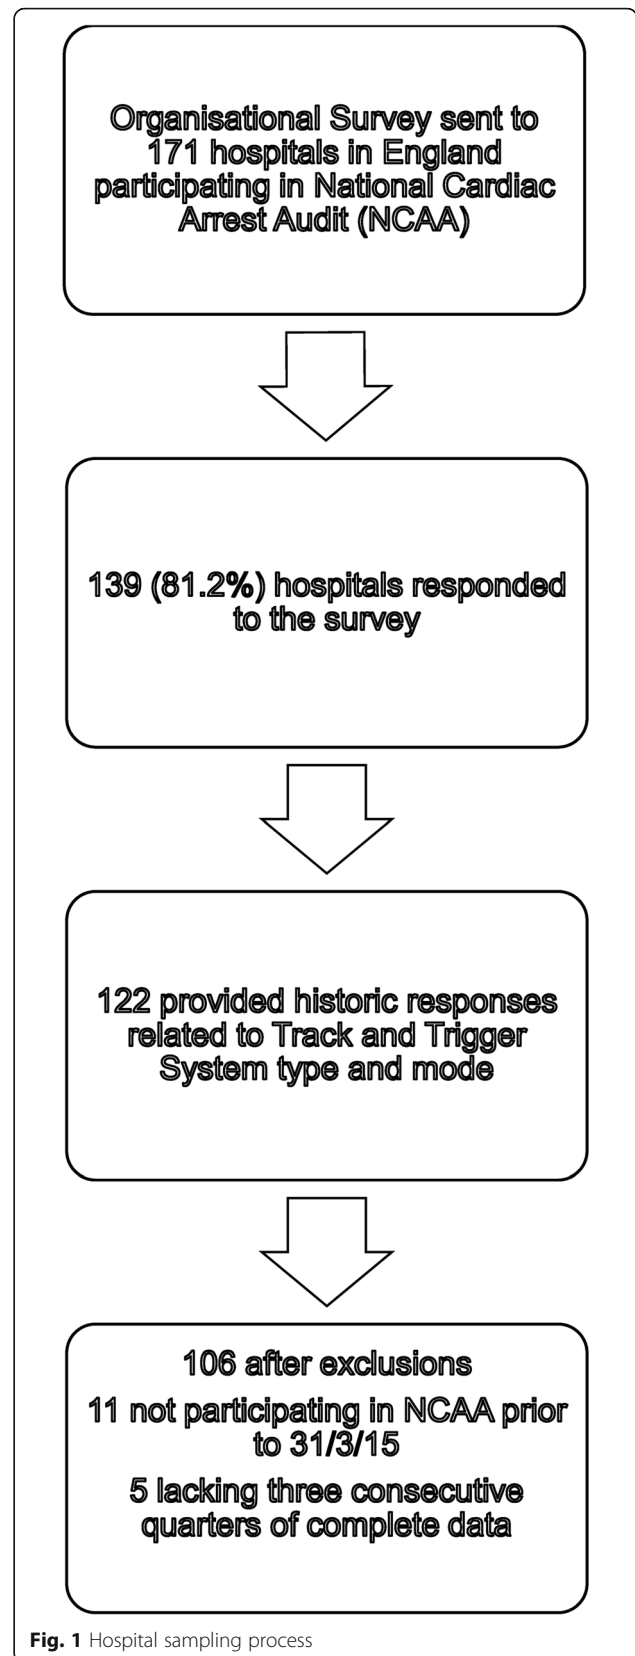 Organisational Survey sent to
171 hospitals in England
participating in National Cardiac
Arrest Audit (NCAA)
139 (81.2%) hospitals responded
to the survey
122 provided historic responses
related to Track and Trigger
System type and mode
106 after exclusions
11 not participating in NCAA prior
to 31/3/15
5 lacking three consecutive
quarters of complete data
Fig. 1 Hospital sampling process